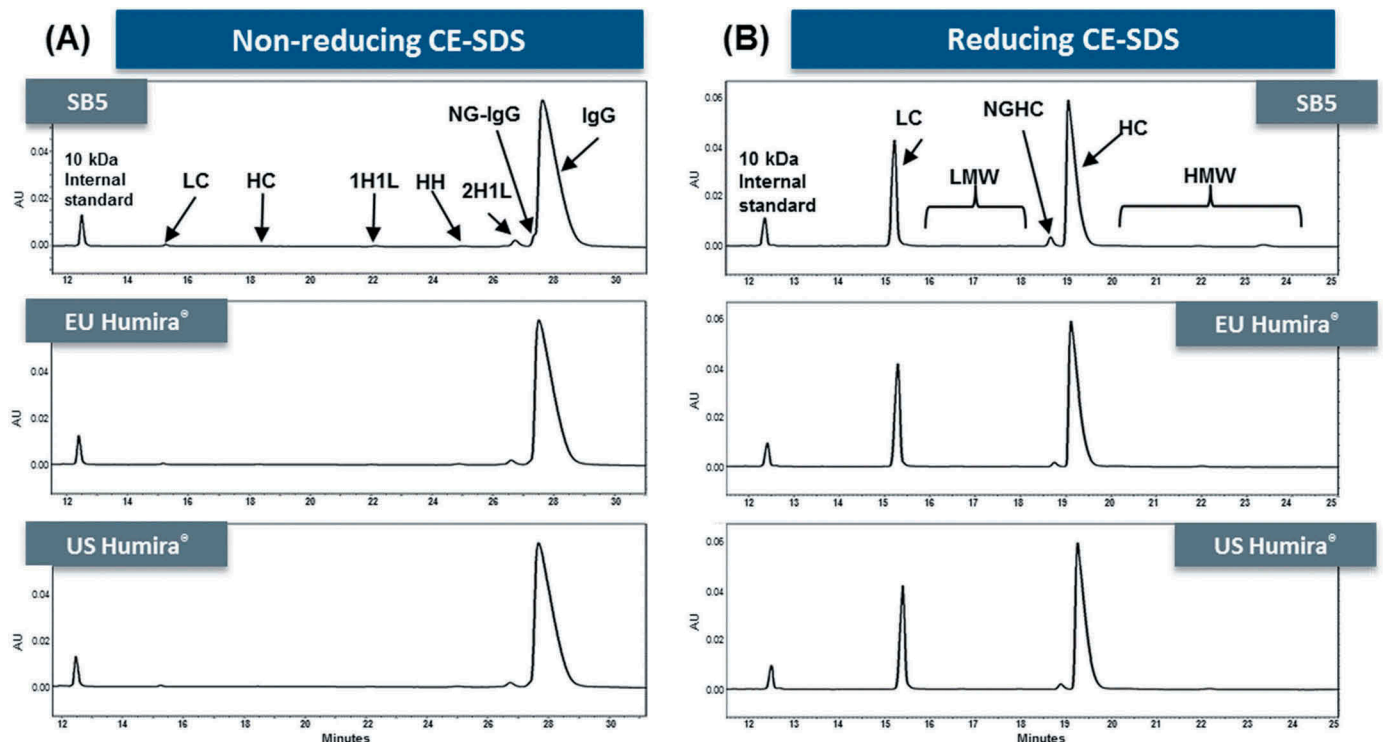 (A) Non-reducing CE-SDS
SB5
NG-IgG
IgG
10 kDa
Internal
standard
LC
HC
1H1L
HH
2H1L
AU
0.04
0.02
0.00
12 14 16 18 20 22 24 26 28 30
EU Humira®
AU
0.04
0.02
0.00
12 14 16 18 20 22 24 26 28 30
US Humira®
AU
0.04
0.02
0.00
12 14 16 18 20 22 24 26 28 30
Minutes
(B) Reducing CE-SDS
SB5
LC
NGHC
HC
10 kDa
Internal
standard
LMW
HMW
AU
0.06
0.04
0.02
0.00
12 13 14 15 16 17 18 19 20 21 22 23 24 25
EU Humira®
AU
0.06
0.04
0.02
0.00
12 13 14 15 16 17 18 19 20 21 22 23 24 25
US Humira®
AU
0.06
0.04
0.02
0.00
12 13 14 15 16 17 18 19 20 21 22 23 24 25
Minutes